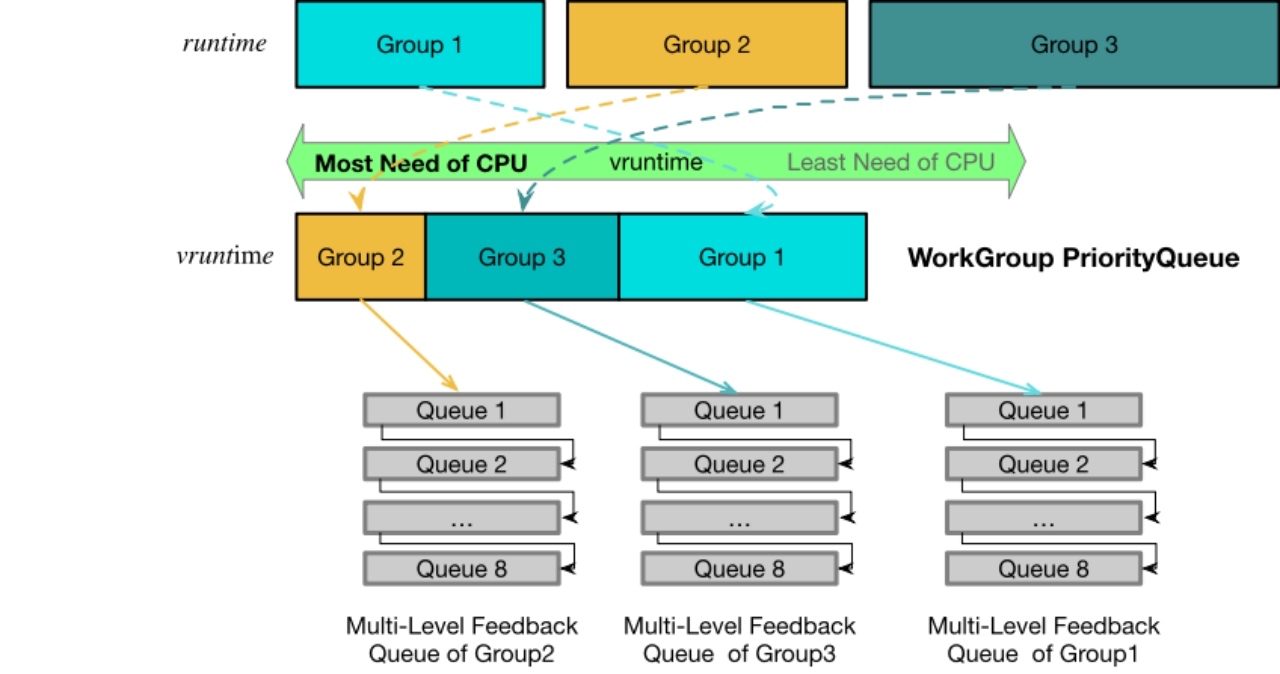 runtime
Group 1
Group 2
Group 3
Most Need of CPU
vruntime
Least Need of CPU
vruntime
Group 2
Group 3
Group 1
WorkGroup PriorityQueue
Queue 1
Queue 1
Queue 1
Queue 2
Queue 2
Queue 2
...
...
...
Queue 8
Queue 8
Queue 8
Multi-Level Feedback
Queue of Group2
Multi-Level Feedback
Queue of Group3
Multi-Level Feedback
Queue of Group1